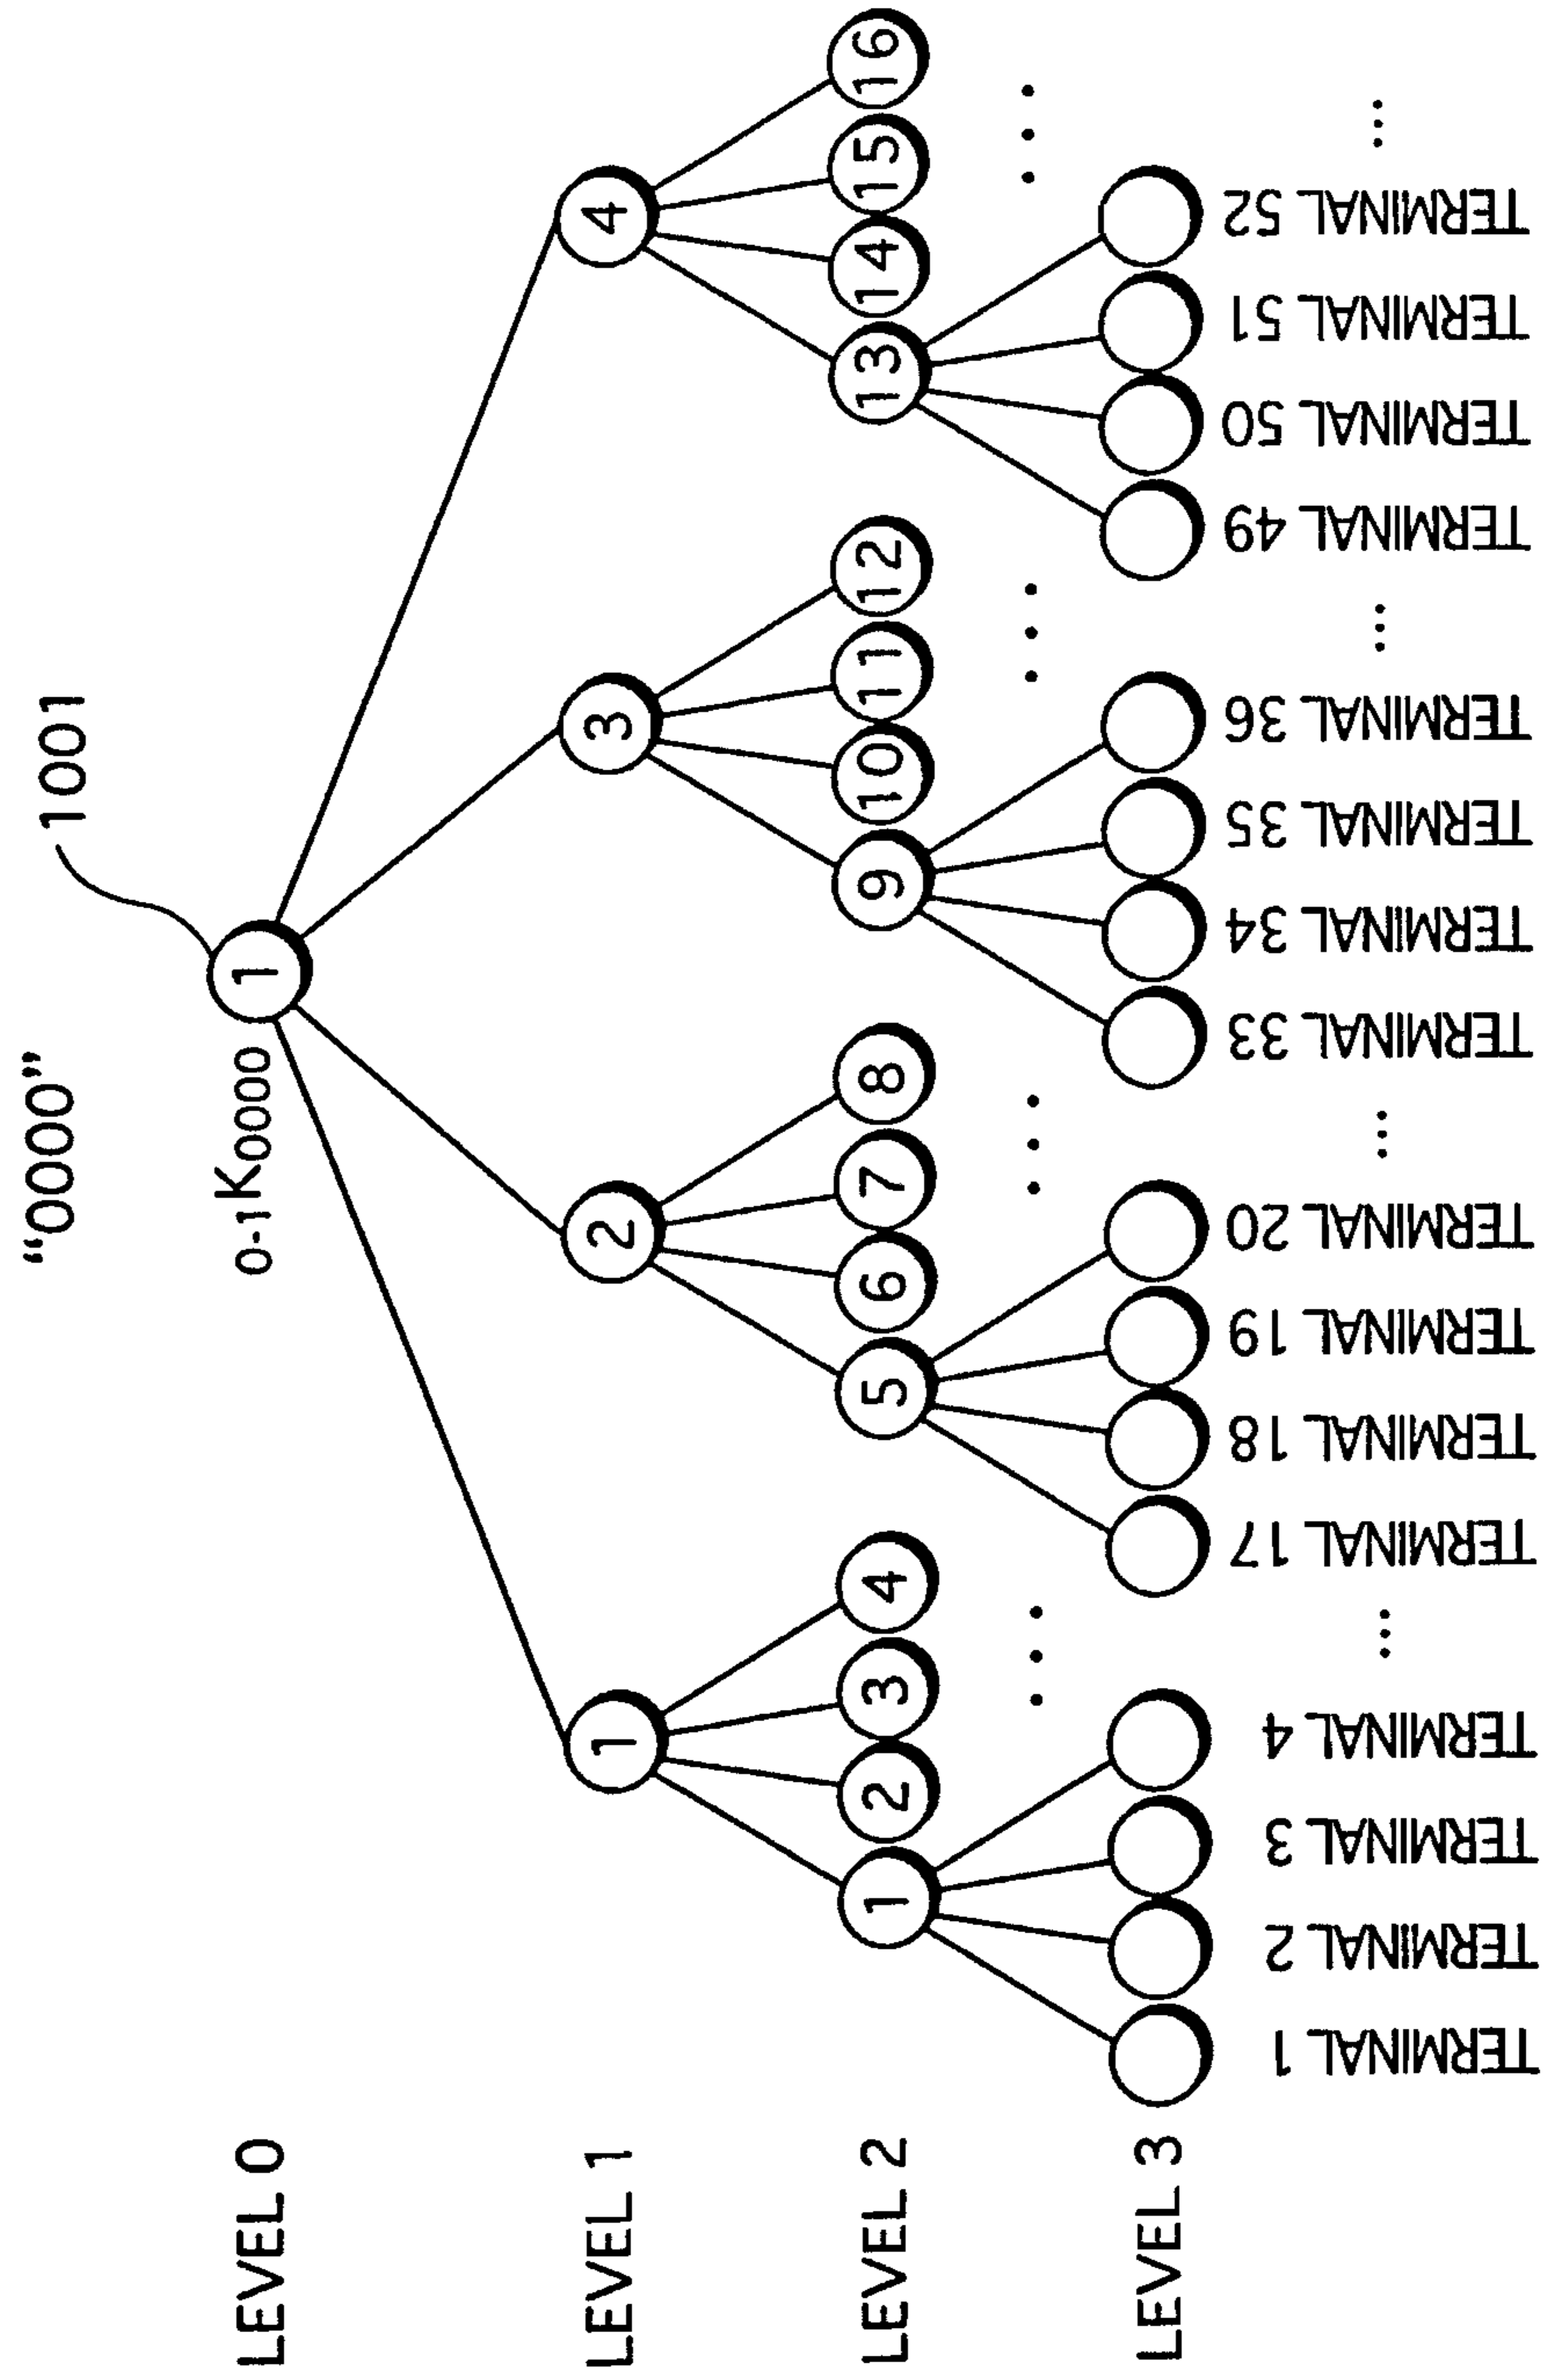 "0000"
1001
LEVEL 0
0-1K0000
1
LEVEL 1
1
2
3
4
LEVEL 2
1
2
3
4
5
6
7
8
9
10
11
12
13
14
15
16
...
...
...
...
LEVEL 3
TERMINAL 1
TERMINAL 2
TERMINAL 3
TERMINAL 4
...
TERMINAL 17
TERMINAL 18
TERMINAL 19
TERMINAL 20
...
TERMINAL 33
TERMINAL 34
TERMINAL 35
TERMINAL 36
...
TERMINAL 49
TERMINAL 50
TERMINAL 51
TERMINAL 52
...